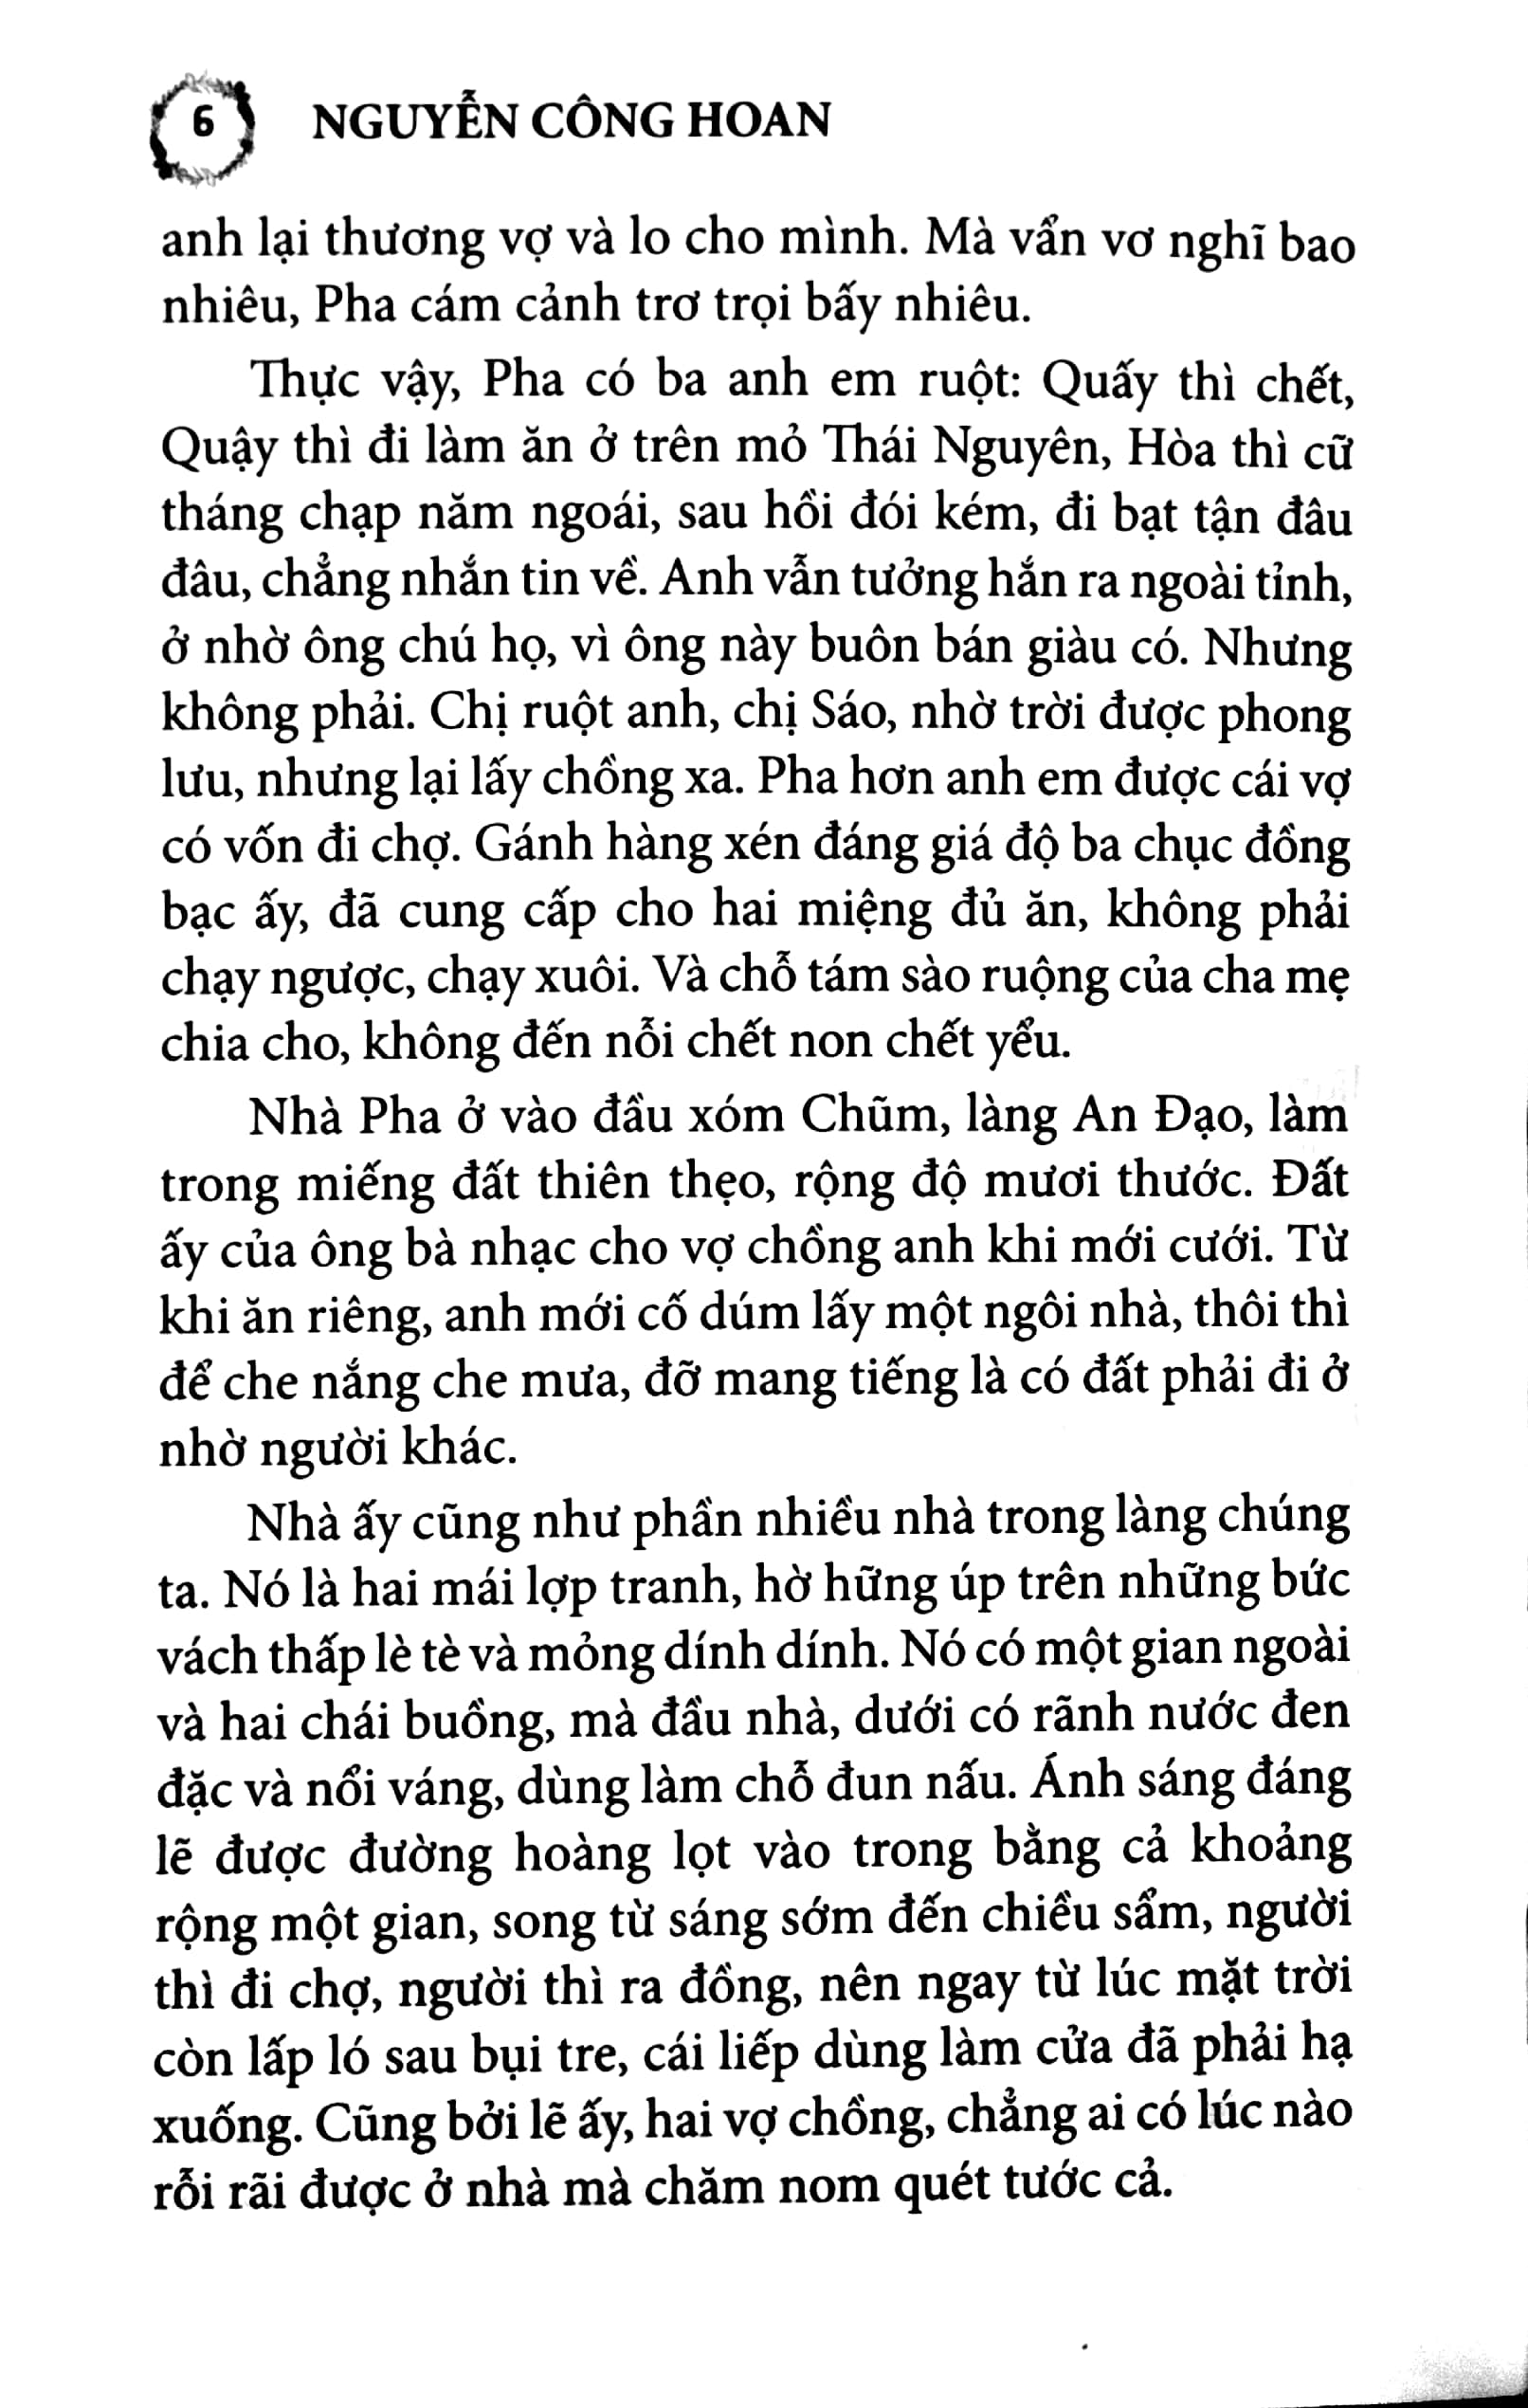 6
NGUYỄN CÔNG HOAN
anh lại thương vợ và lo cho mình. Mà vẩn vơ nghĩ bao
nhiêu, Pha cám cảnh trơ trọi bấy nhiêu.
Thực vậy, Pha có ba anh em ruột: Quấy thì chết,
Quậy thì đi làm ăn ở trên mỏ Thái Nguyên, Hòa thì cữ
tháng chạp năm ngoái, sau hồi đói kém, đi bạt tận đâu
đâu, chẳng nhắn tin về. Anh vẫn tưởng hắn ra ngoài tỉnh,
ở nhờ ông chú họ, vì ông này buôn bán giàu có. Nhưng
không phải. Chị ruột anh, chị Sáo, nhờ trời được phong
lưu, nhưng lại lấy chồng xa. Pha hơn anh em được cái vợ
có vốn đi chợ. Gánh hàng xén đáng giá độ ba chục đồng
bạc ấy, đã cung cấp cho hai miệng đủ ăn, không phải
chạy ngược, chạy xuôi. Và chỗ tám sào ruộng của cha mẹ
chia cho, không đến nỗi chết non chết yểu.
Nhà Pha ở vào đầu xóm Chũm, làng An Đạo, làm
trong miếng đất thiên thẹo, rộng độ mươi thước. Đất
ấy của ông bà nhạc cho vợ chồng anh khi mới cưới. Từ
khi ăn riêng, anh mới cố dúm lấy một ngôi nhà, thôi thì
để che nắng che mưa, đỡ mang tiếng là có đất phải đi ở
nhờ người khác.
Nhà ấy cũng như phần nhiều nhà trong làng chúng
ta. Nó là hai mái lợp tranh, hờ hững úp trên những bức
vách thấp lè tè và mỏng dính dính. Nó có một gian ngoài
và hai chái buồng, mà đầu nhà, dưới có rãnh nước đen
đặc và nổi váng, dùng làm chỗ đun nấu. Ánh sáng đáng
lẽ được đường hoàng lọt vào trong bằng cả khoảng
rộng một gian, song từ sáng sớm đến chiều sẩm, người
thì đi chợ, người thì ra đồng, nên ngay từ lúc mặt trời
còn lấp ló sau bụi tre, cái liếp dùng làm cửa đã phải hạ
xuống. Cũng bởi lẽ ấy, hai vợ chồng, chẳng ai có lúc nào
rỗi rãi được ở nhà mà chăm nom quét tước cả.